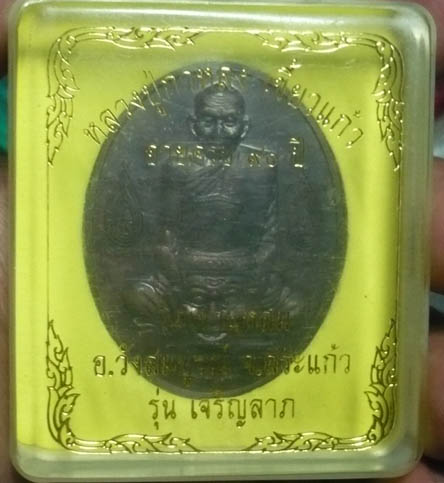 หลวงปู่กาหลง เขี้ยวแก้ว
อายุครบ ๙๐ ปี
อ.วังสมบูรณ์ จ.สระแก้ว
รุ่น เจริญลาภ